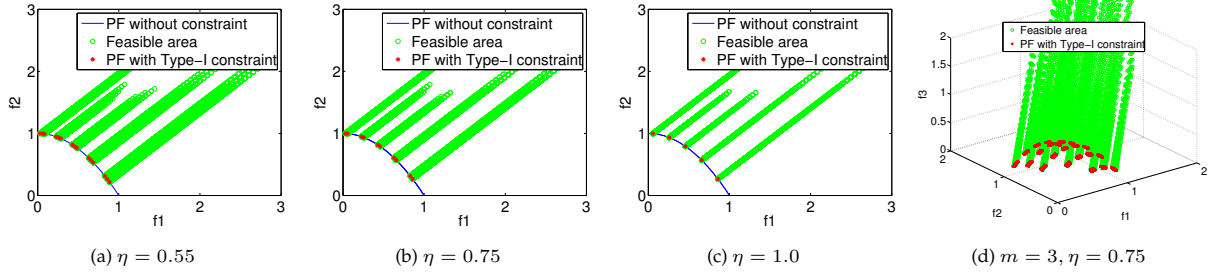 3
2
1
0
f2
0
1
2
3
f1
PF without constraint
Feasible area
PF with Type-I constraint
(a) η = 0.55
3
2
1
0
f2
0
1
2
3
f1
PF without constraint
Feasible area
PF with Type-I constraint
(b) η = 0.75
3
2
1
0
f2
0
1
2
3
f1
PF without constraint
Feasible area
PF with Type-I constraint
(c) η = 1.0
2
1.5
1
0.5
0
f3
2
1
0
f2
0
1
2
f1
Feasible area
PF with Type-I constraint
(d) m = 3, η = 0.75